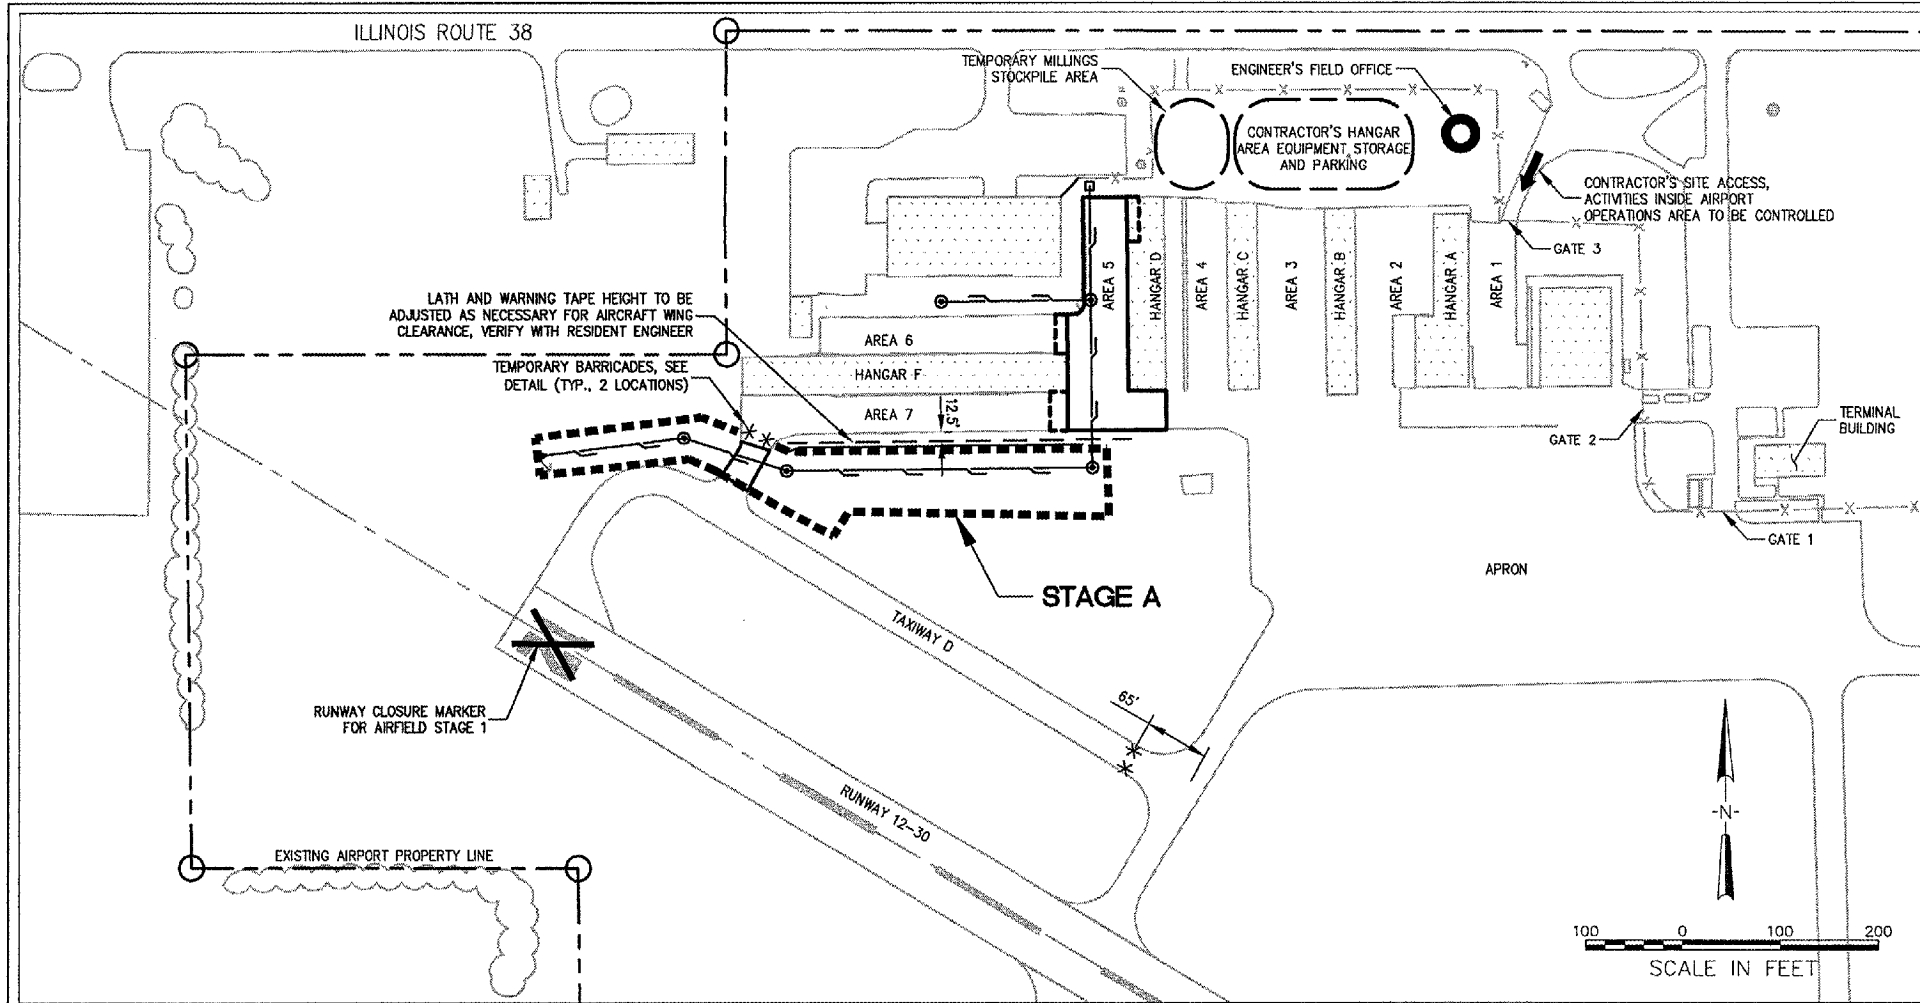 ILLINOIS ROUTE 38
TEMPORARY MILLINGS
STOCKPILE AREA
ENGINEER'S FIELD OFFICE
CONTRACTOR'S HANGAR
AREA EQUIPMENT STORAGE
AND PARKING
CONTRACTOR'S SITE ACCESS,
ACTIVITIES INSIDE AIRPORT
OPERATIONS AREA TO BE CONTROLLED
GATE 3
AREA 5
HANGAR D
AREA 4
HANGAR C
AREA 3
HANGAR B
AREA 2
HANGAR A
AREA 1
LATH AND WARNING TAPE HEIGHT TO BE
ADJUSTED AS NECESSARY FOR AIRCRAFT WING
CLEARANCE, VERIFY WITH RESIDENT ENGINEER
AREA 6
TEMPORARY BARRICADES, SEE
DETAIL (TYP., 2 LOCATIONS)
HANGAR F
AREA 7
12.5'
GATE 2
TERMINAL
BUILDING
GATE 1
APRON
STAGE A
TAXIWAY D
65'
RUNWAY CLOSURE MARKER
FOR AIRFIELD STAGE 1
RUNWAY 12-30
EXISTING AIRPORT PROPERTY LINE
-N-
100 0 100 200
SCALE IN FEET